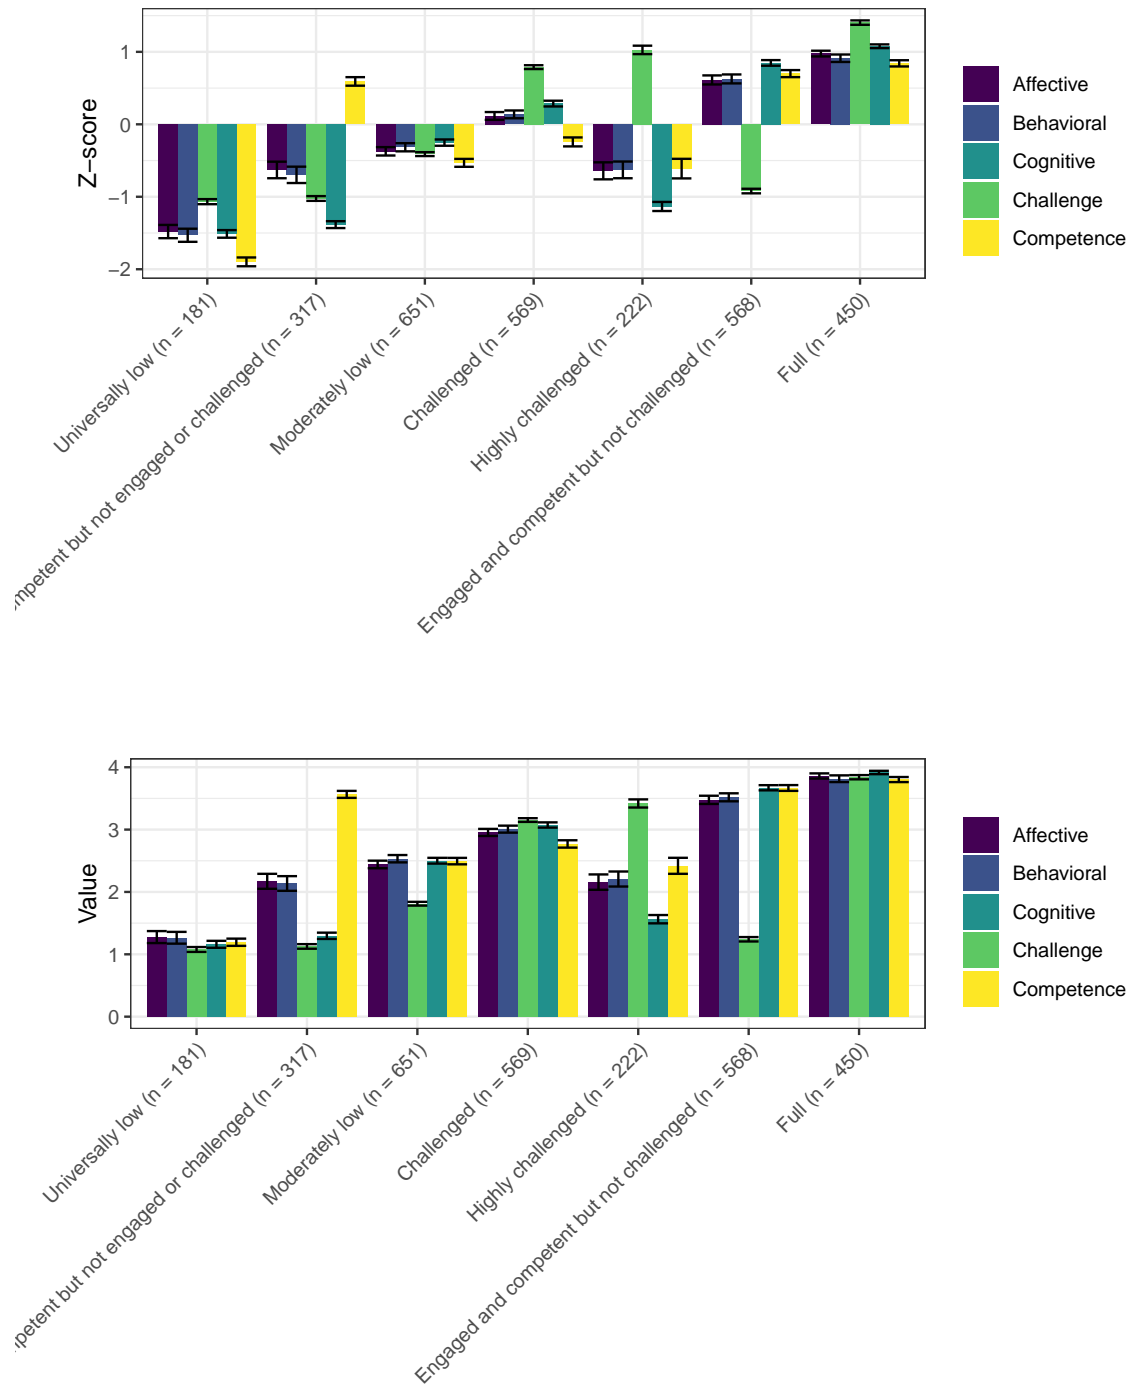 Z−score
1
0
−1
−2
Universally low (n = 181)
but not engaged or challenged (n = 317)
Moderately low (n = 651)
Challenged (n = 569)
Highly challenged (n = 222)
Engaged and competent but not challenged (n = 568)
Full (n = 450)
Affective
Behavioral
Cognitive
Challenge
Competence
Value
4
3
2
1
0
Universally low (n = 181)
but not engaged or challenged (n = 317)
Moderately low (n = 651)
Challenged (n = 569)
Highly challenged (n = 222)
Engaged and competent but not challenged (n = 568)
Full (n = 450)
Affective
Behavioral
Cognitive
Challenge
Competence